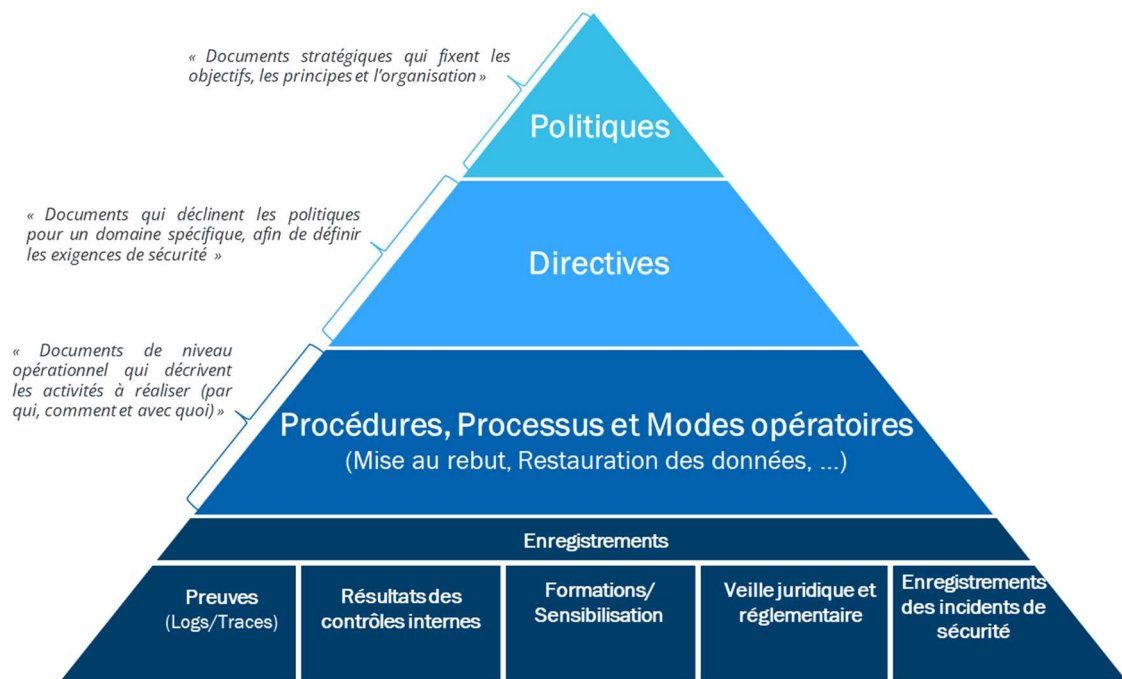 « Documents stratégiques qui fixent les
objectifs, les principes et l'organisation »
Politiques
« Documents qui déclinent les politiques
pour un domaine spécifique, afin de définir
les exigences de sécurité »
Directives
« Documents de niveau
opérationnel qui décrivent
les activités à réaliser (par
qui, comment et avec quoi) »
Procédures, Processus et Modes opératoires
(Mise au rebut, Restauration des données, ...)
Enregistrements
Preuves
(Logs/Traces)
Résultats des
contrôles internes
Formations/
Sensibilisation
Veille juridique et
réglementaire
Enregistrements
des incidents de
sécurité